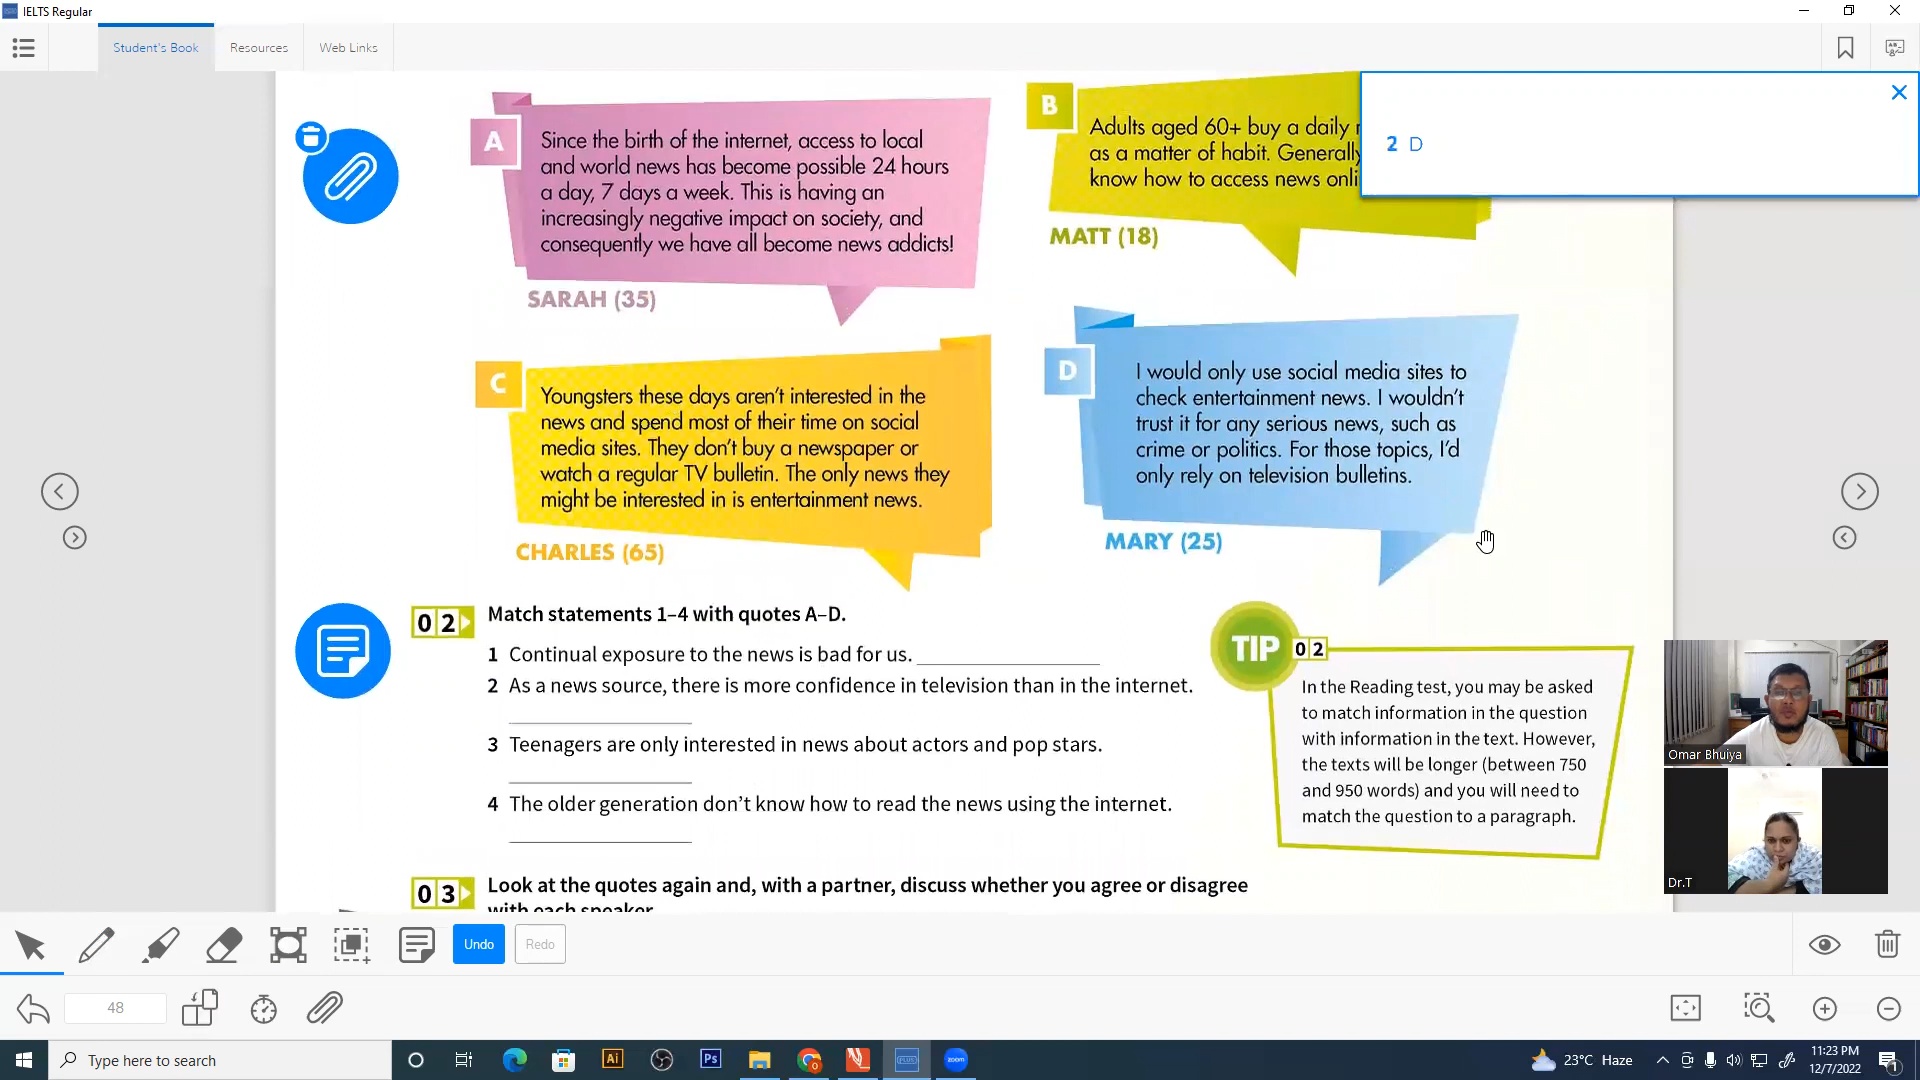 IELTS Regular
Student's Book
Resources
Web Links
A
Since the birth of the internet, access to local
and world news has become possible 24 hours
a day, 7 days a week. This is having an
increasingly negative impact on society, and
consequently we have all become news addicts!
SARAH (35)
B
Adults aged 60+ buy a daily
as a matter of habit. Generally
know how to access news onli
MATT (18)
2 D
C
Youngsters these days aren't interested in the
news and spend most of their time on social
media sites. They don't buy a newspaper or
watch a regular TV bulletin. The only news they
might be interested in is entertainment news.
CHARLES (65)
D
I would only use social media sites to
check entertainment news. I wouldn't
trust it for any serious news, such as
crime or politics. For those topics, I'd
only rely on television bulletins.
MARY (25)
02 Match statements 1–4 with quotes A–D.
1 Continual exposure to the news is bad for us.
2 As a news source, there is more confidence in television than in the internet.
3 Teenagers are only interested in news about actors and pop stars.
4 The older generation don't know how to read the news using the internet.
TIP 02
In the Reading test, you may be asked
to match information in the question
with information in the text. However,
the texts will be longer (between 750
and 950 words) and you will need to
match the question to a paragraph.
03 Look at the quotes again and, with a partner, discuss whether you agree or disagree
with each speaker
Omar Bhuiya
Dr.T
Undo
Redo
48
Type here to search
Ai
Ps
zoom
23°C Haze
11:23 PM
12/7/2022
1